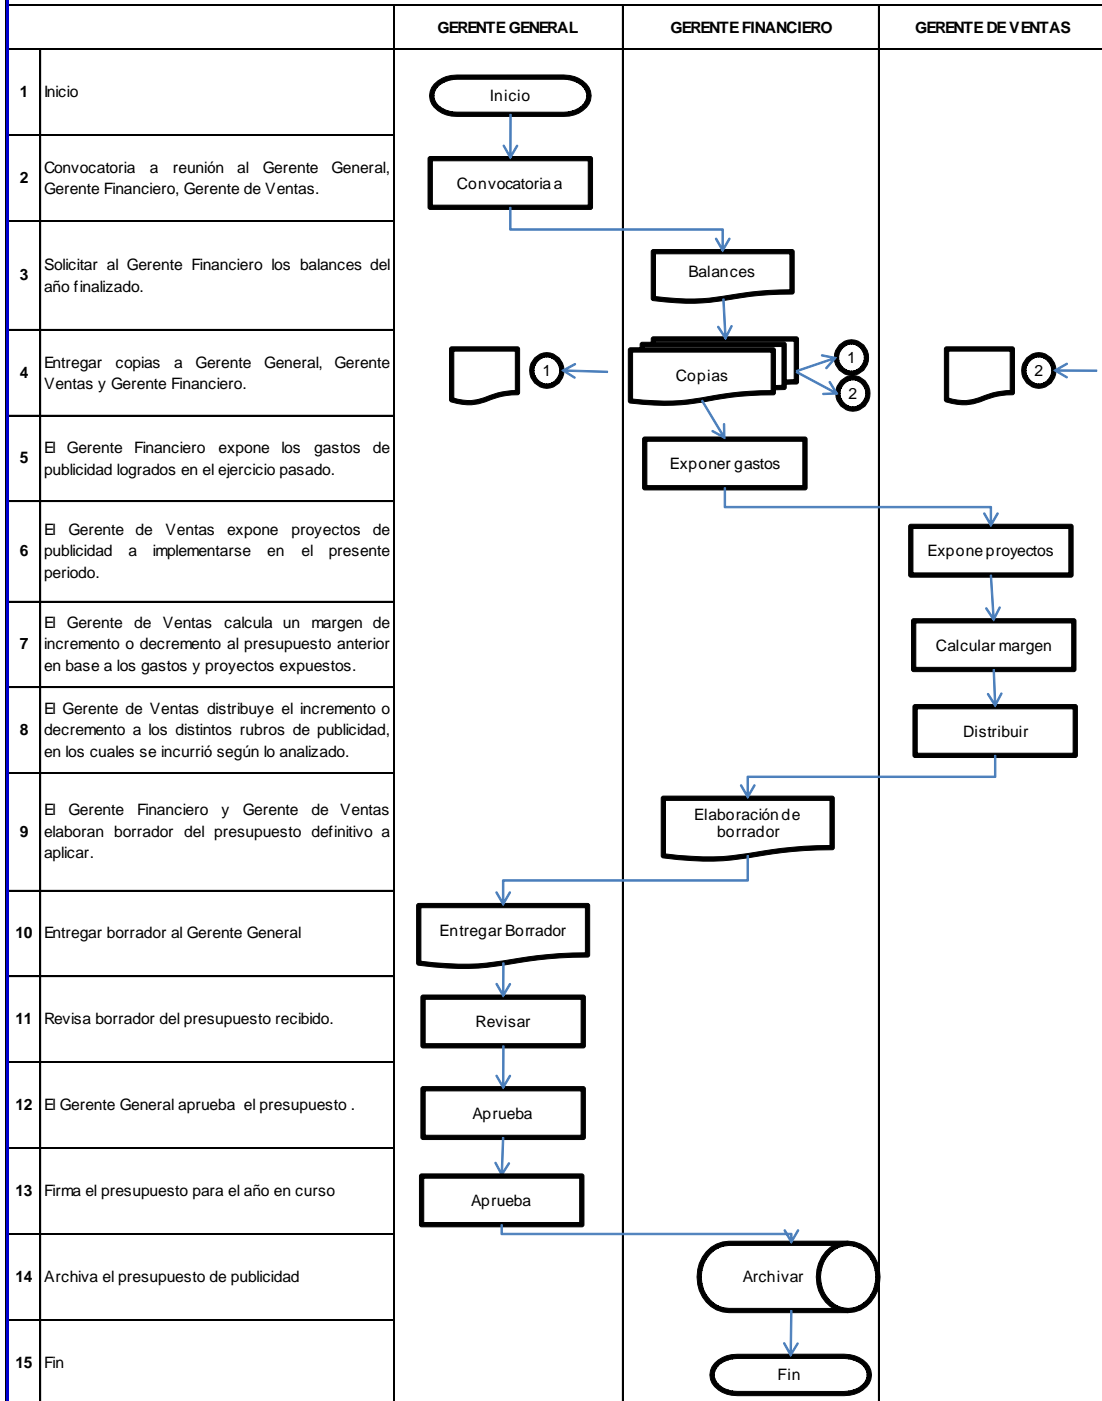 GERENTE GENERAL
GERENTE FINANCIERO
GERENTE DE VENTAS
1
Inicio
Inicio
2
Convocatoria a reunión al Gerente General,
Gerente Financiero, Gerente de Ventas.
Convocatoria a
3
Solicitar al Gerente Financiero los balances del
año finalizado.
Balances
4
Entregar copias a Gerente General, Gerente
Ventas y Gerente Financiero.
1
Copias
1
2
2
5
El Gerente Financiero expone los gastos de
publicidad logrados en el ejercicio pasado.
Exponer gastos
6
El Gerente de Ventas expone proyectos de
publicidad a implementarse en el presente
periodo.
Expone proyectos
7
El Gerente de Ventas calcula un margen de
incremento o decremento al presupuesto anterior
en base a los gastos y proyectos expuestos.
Calcular margen
8
El Gerente de Ventas distribuye el incremento o
decremento a los distintos rubros de publicidad,
en los cuales se incurrió según lo analizado.
Distribuir
9
El Gerente Financiero y Gerente de Ventas
elaboran borrador del presupuesto definitivo a
aplicar.
Elaboración de
borrador
10
Entregar borrador al Gerente General
Entregar Borrador
11
Revisa borrador del presupuesto recibido.
Revisar
12
El Gerente General aprueba el presupuesto .
Aprueba
13
Firma el presupuesto para el año en curso
Aprueba
14
Archiva el presupuesto de publicidad
Archivar
15
Fin
Fin